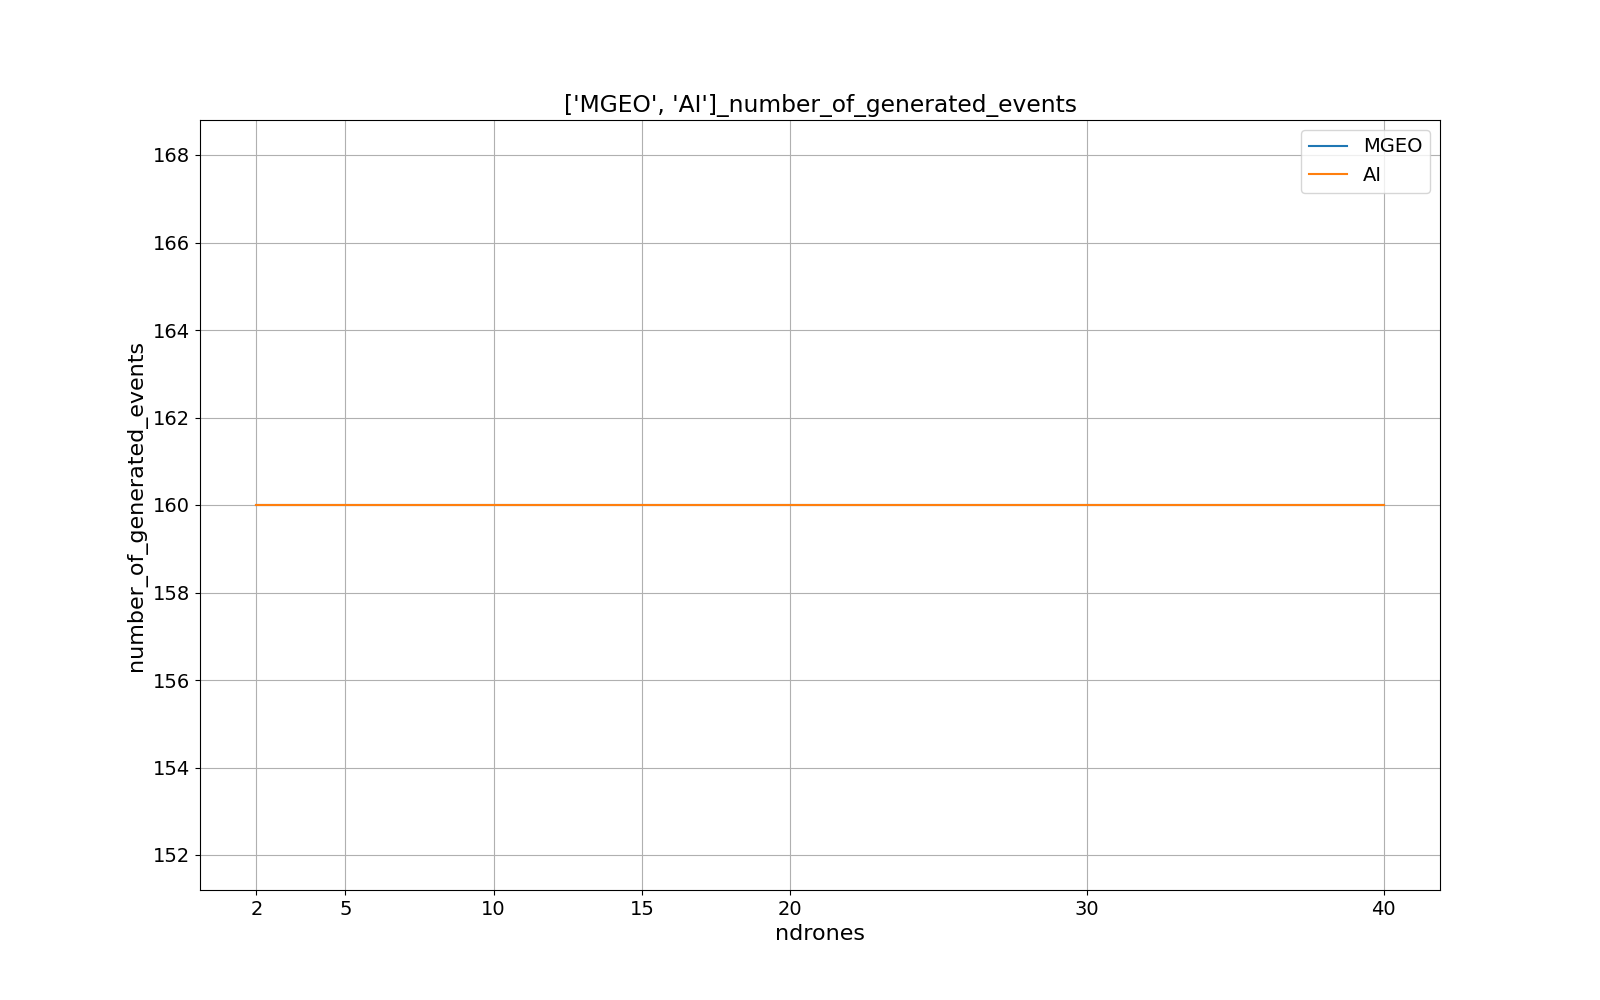 ['MGEO', 'AI']_number_of_generated_events
MGEO
AI
number_of_generated_events
168
166
164
162
160
158
156
154
152
2 5 10 15 20 30 40
ndrones